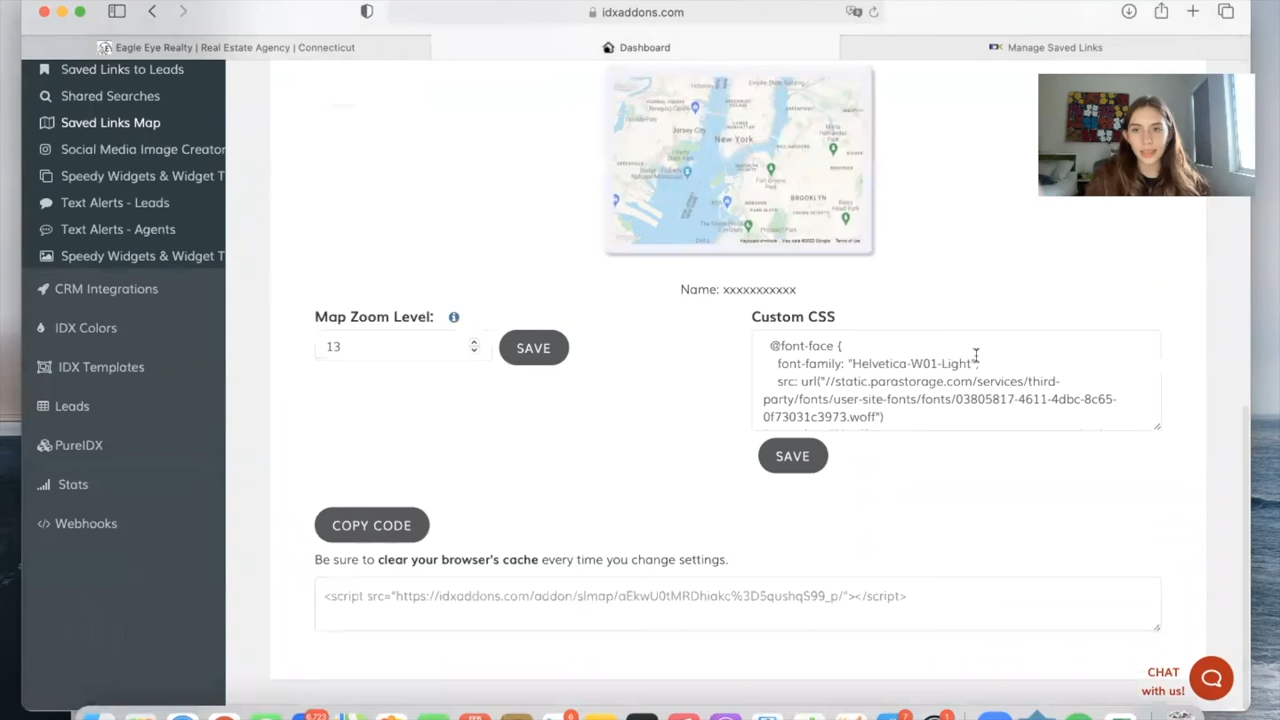 idxaddons.com
Eagle Eye Realty | Real Estate Agency | Connecticut
Dashboard
Manage Saved Links
Saved Links to Leads
Shared Searches
Saved Links Map
Social Media Image Creator
Speedy Widgets & Widget T
Text Alerts - Leads
Text Alerts - Agents
Speedy Widgets & Widget T
CRM Integrations
IDX Colors
IDX Templates
Leads
PureIDX
Stats
</> Webhooks
Jersey City
New York
BROOKLYN
Name: xxxxxxxxxxx
Map Zoom Level:
13
SAVE
Custom CSS
@font-face {
font-family: "Helvetica-W01-Light";
src: url("//static.parastorage.com/services/third-
party/fonts/user-site-fonts/fonts/03805817-4611-4dbc-8c65-
0f73031c3973.woff")
SAVE
COPY CODE
Be sure to clear your browser's cache every time you change settings.
<script src="https://idxaddons.com/addon/slmap/aEkwU0tMRDhiakc%3D5qushqS99_p/"></script>
CHAT
with us!
6,723
FEB